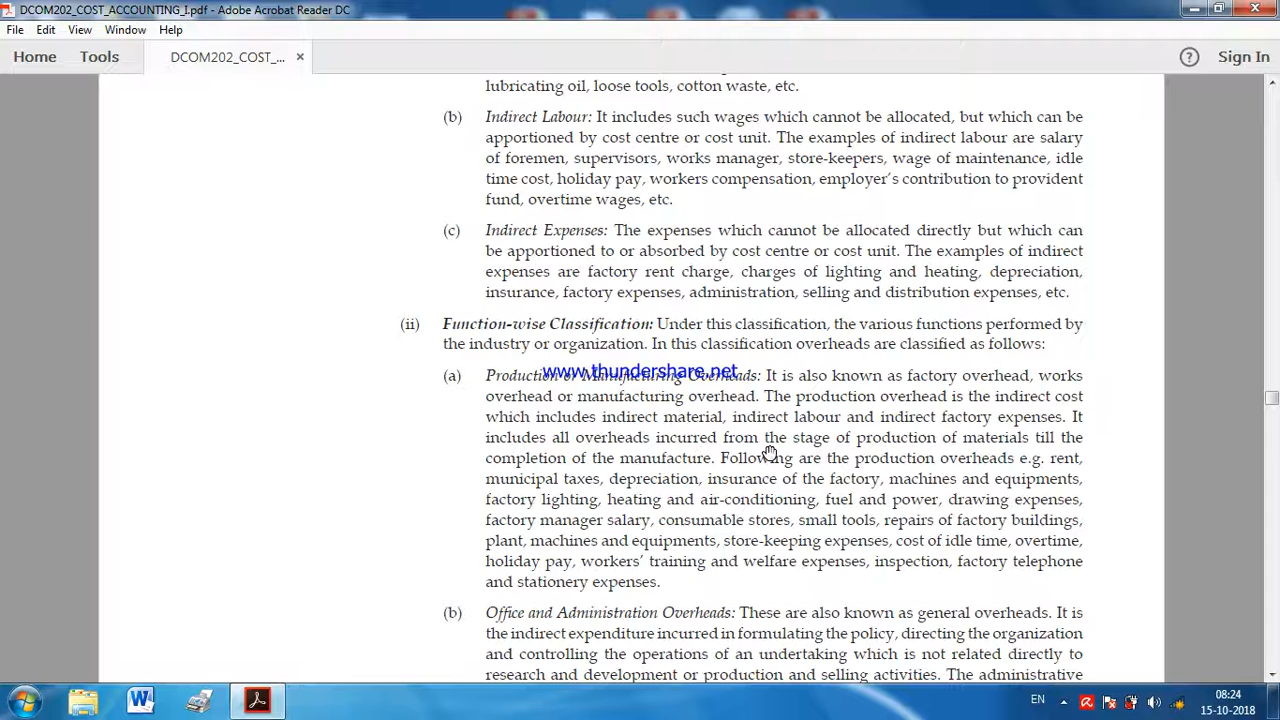 DCOM202_COST_ACCOUNTING_I.pdf - Adobe Acrobat Reader DC
File Edit View Window Help
Home Tools DCOM202_COST_... × ? Sign In
lubricating oil, loose tools, cotton waste, etc.
(b) Indirect Labour: It includes such wages which cannot be allocated, but which can be
apportioned by cost centre or cost unit. The examples of indirect labour are salary
of foremen, supervisors, works manager, store-keepers, wage of maintenance, idle
time cost, holiday pay, workers compensation, employer's contribution to provident
fund, overtime wages, etc.
(c) Indirect Expenses: The expenses which cannot be allocated directly but which can
be apportioned to or absorbed by cost centre or cost unit. The examples of indirect
expenses are factory rent charge, charges of lighting and heating, depreciation,
insurance, factory expenses, administration, selling and distribution expenses, etc.
(ii) Function-wise Classification: Under this classification, the various functions performed by
the industry or organization. In this classification overheads are classified as follows:
www.thundershare.net
(a) Production or Manufacturing Overheads: It is also known as factory overhead, works
overhead or manufacturing overhead. The production overhead is the indirect cost
which includes indirect material, indirect labour and indirect factory expenses. It
includes all overheads incurred from the stage of production of materials till the
completion of the manufacture. Following are the production overheads e.g. rent,
municipal taxes, depreciation, insurance of the factory, machines and equipments,
factory lighting, heating and air-conditioning, fuel and power, drawing expenses,
factory manager salary, consumable stores, small tools, repairs of factory buildings,
plant, machines and equipments, store-keeping expenses, cost of idle time, overtime,
holiday pay, workers' training and welfare expenses, inspection, factory telephone
and stationery expenses.
(b) Office and Administration Overheads: These are also known as general overheads. It is
the indirect expenditure incurred in formulating the policy, directing the organization
and controlling the operations of an undertaking which is not related directly to
research and development or production and selling activities. The administrative
EN 08:24
15-10-2018